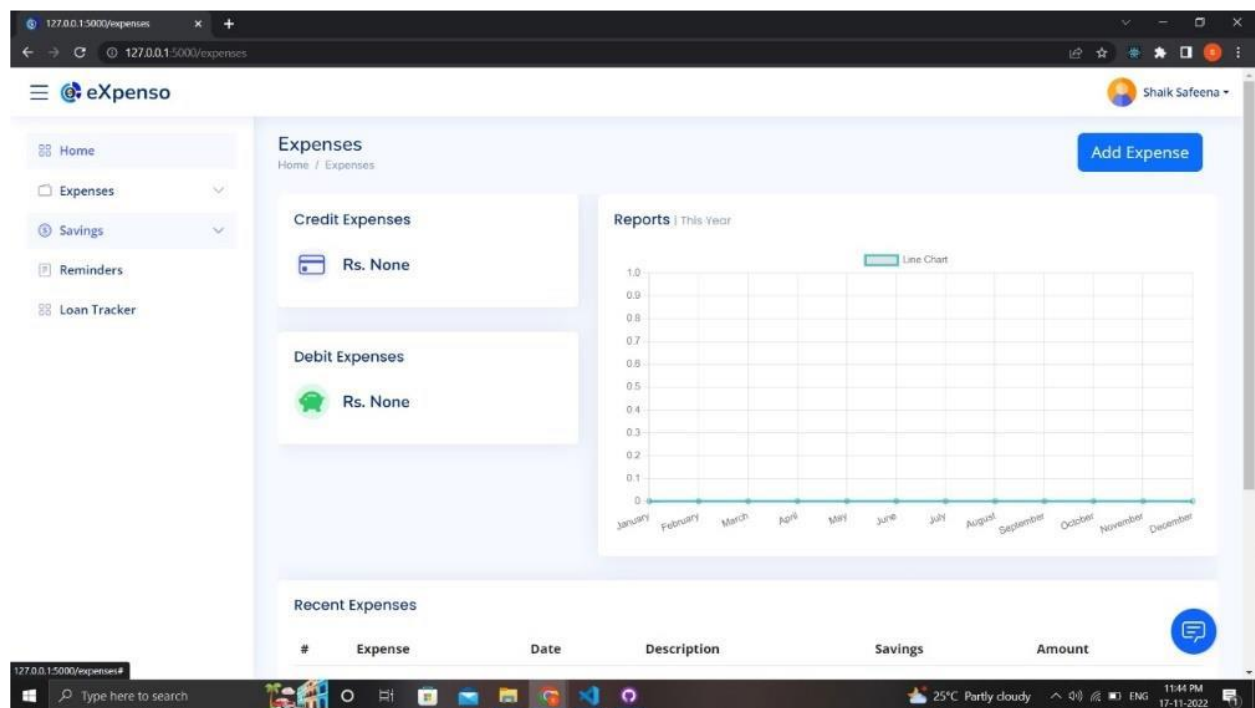 127.0.0.1:5000/expenses
127.0.0.1:5000/expenses
eXpenso
Shaik Safeena
Home
Expenses
Savings
Reminders
Loan Tracker
Expenses
Home / Expenses
Add Expense
Credit Expenses
Rs. None
Debit Expenses
Rs. None
Reports | This Year
Line Chart
1.0
0.9
0.8
0.7
0.6
0.5
0.4
0.3
0.2
0.1
0
January February March April May June July August September October November December
Recent Expenses
# Expense Date Description Savings Amount
127.0.0.1:5000/expenses#
Type here to search
25°C Partly cloudy
ENG
11:44 PM
17-11-2022